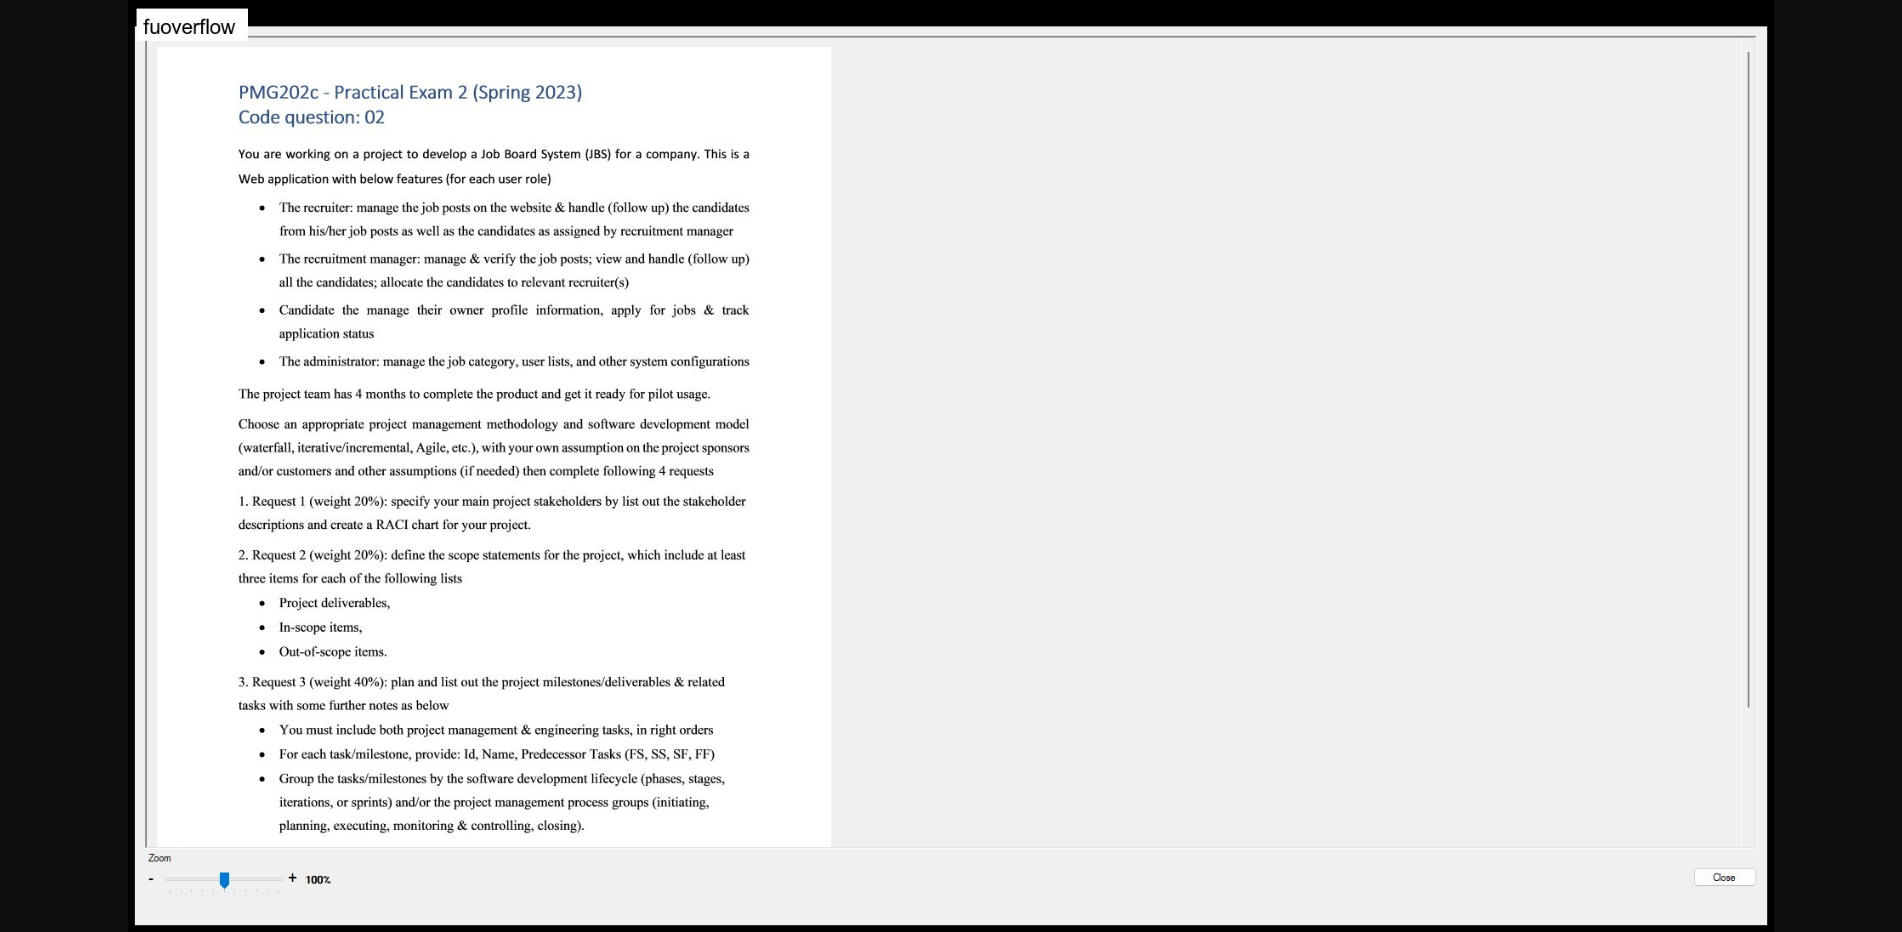 fuoverflow
PMG202c - Practical Exam 2 (Spring 2023)
Code question: 02
You are working on a project to develop a Job Board System (JBS) for a company. This is a
Web application with below features (for each user role)
• The recruiter: manage the job posts on the website & handle (follow up) the candidates
from his/her job posts as well as the candidates as assigned by recruitment manager
• The recruitment manager: manage & verify the job posts; view and handle (follow up)
all the candidates; allocate the candidates to relevant recruiter(s)
• Candidate the manage their owner profile information, apply for jobs & track
application status
• The administrator: manage the job category, user lists, and other system configurations
The project team has 4 months to complete the product and get it ready for pilot usage.
Choose an appropriate project management methodology and software development model
(waterfall, iterative/incremental, Agile, etc.), with your own assumption on the project sponsors
and/or customers and other assumptions (if needed) then complete following 4 requests
1. Request 1 (weight 20%): specify your main project stakeholders by list out the stakeholder
descriptions and create a RACI chart for your project.
2. Request 2 (weight 20%): define the scope statements for the project, which include at least
three items for each of the following lists
• Project deliverables,
• In-scope items,
• Out-of-scope items.
3. Request 3 (weight 40%): plan and list out the project milestones/deliverables & related
tasks with some further notes as below
• You must include both project management & engineering tasks, in right orders
• For each task/milestone, provide: Id, Name, Predecessor Tasks (FS, SS, SF, FF)
• Group the tasks/milestones by the software development lifecycle (phases, stages,
iterations, or sprints) and/or the project management process groups (initiating,
planning, executing, monitoring & controlling, closing).
Zoom
- + 100%
Close